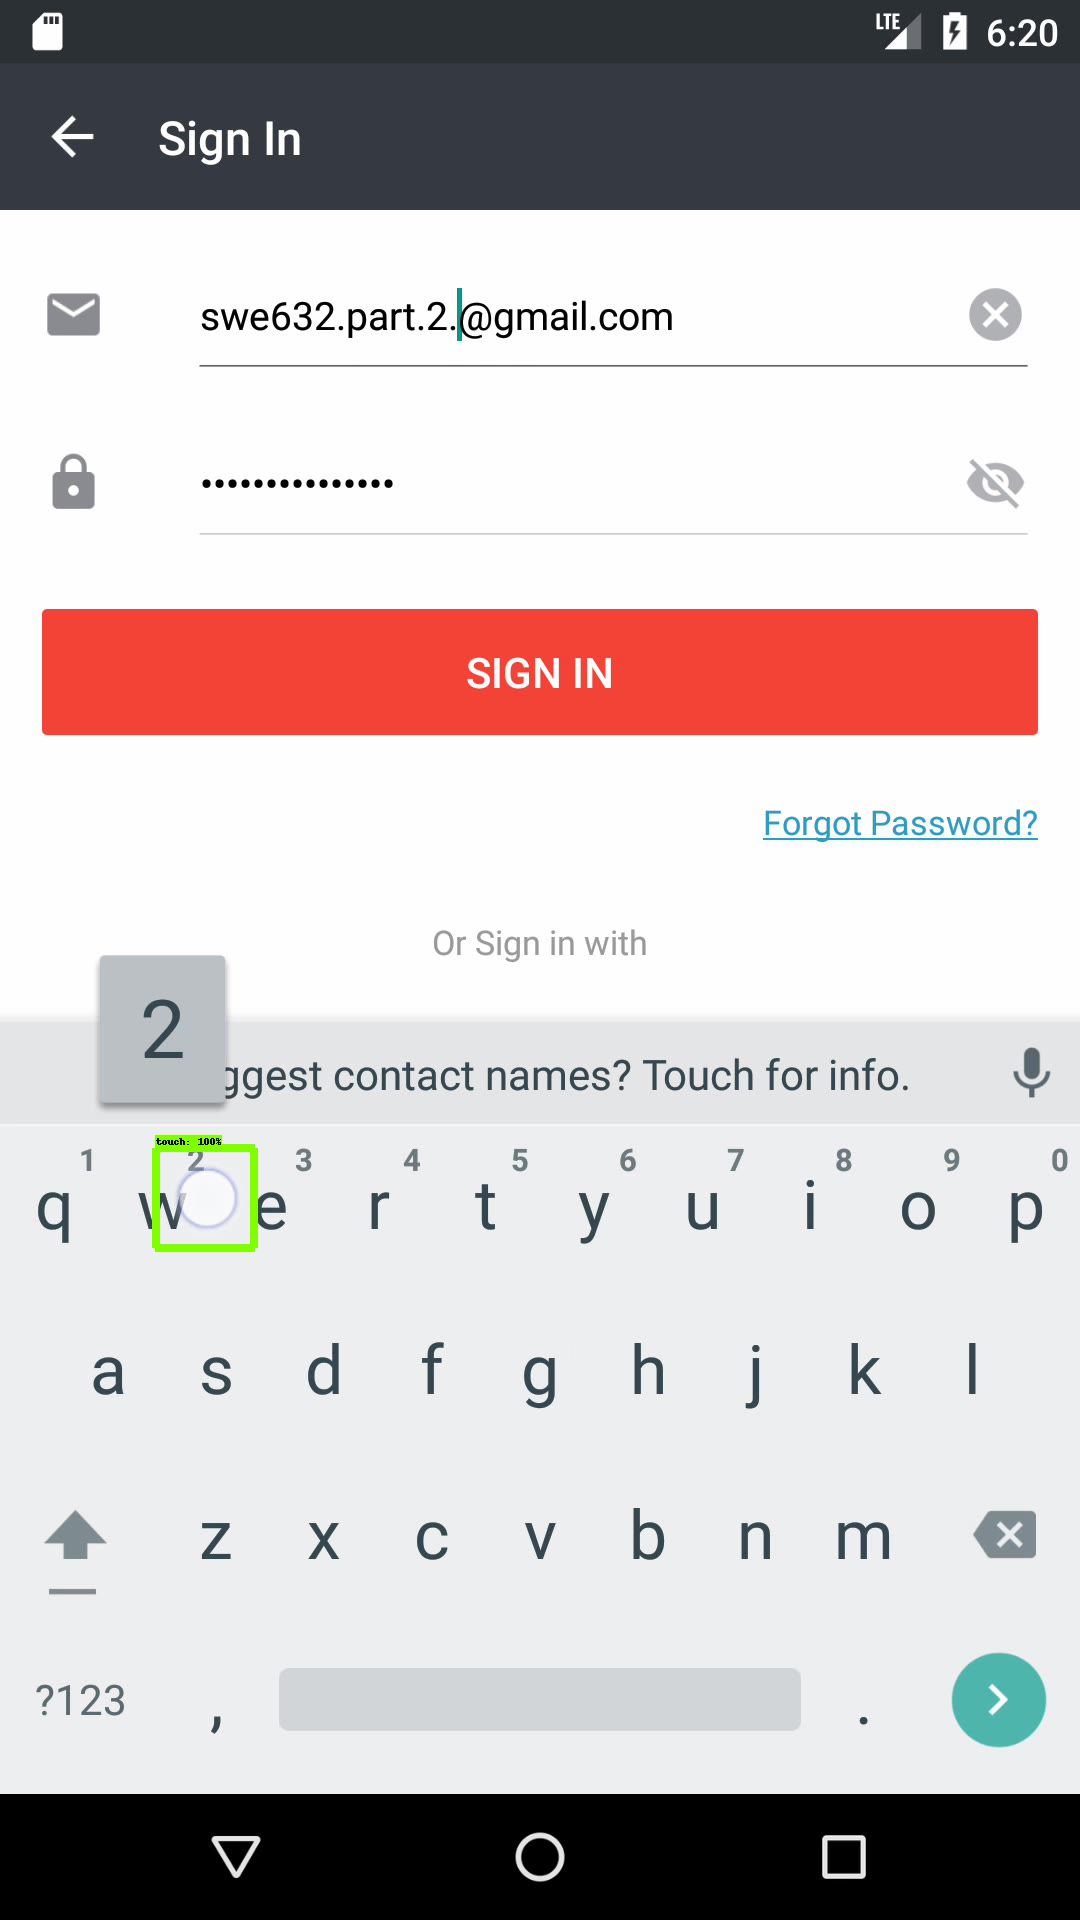 LTE 6:20
Sign In
swe632.part.2.@gmail.com
•••••••••••••••
SIGN IN
Forgot Password?
Or Sign in with
2
ggest contact names? Touch for info.
touch: 100%
1 2 3 4 5 6 7 8 9 0
q w e r t y u i o p
a s d f g h j k l
z x c v b n m
?123 , .